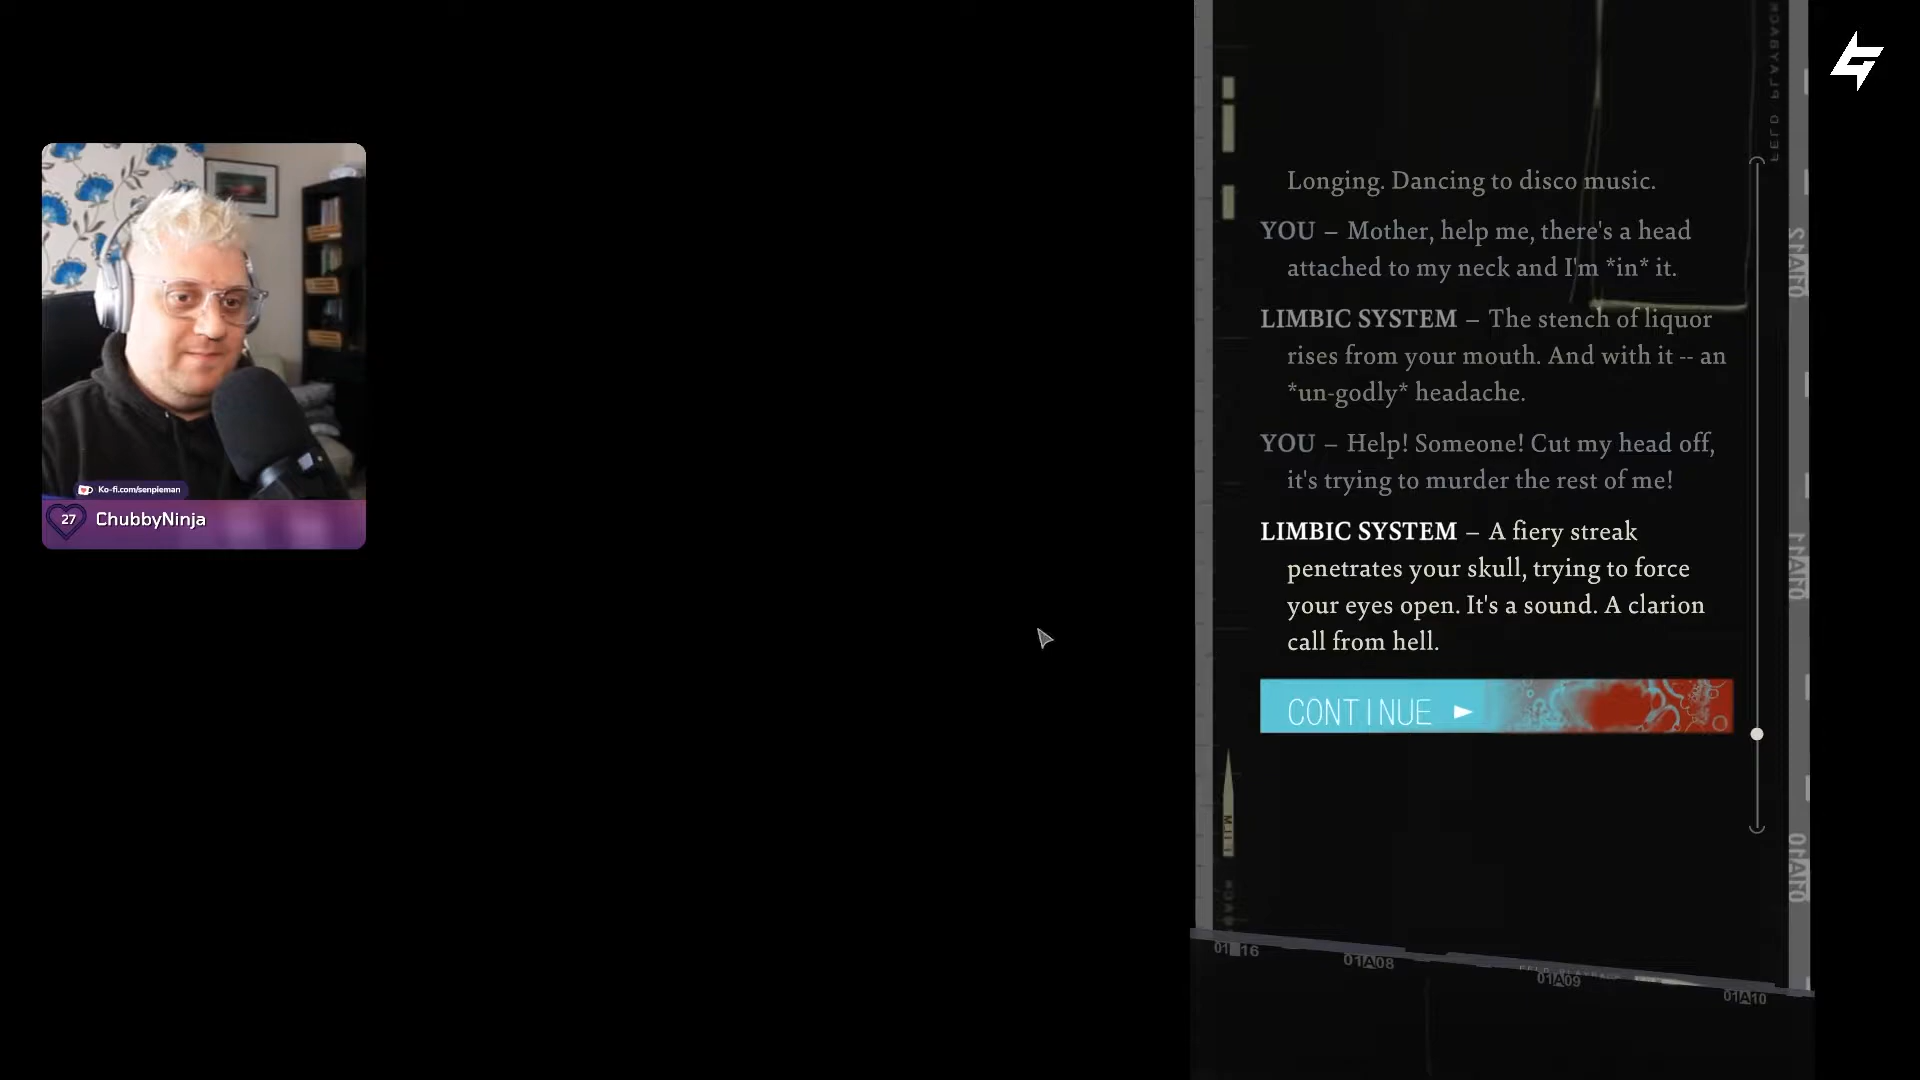 Longing. Dancing to disco music.
YOU – Mother, help me, there's a head
attached to my neck and I'm *in* it.
LIMBIC SYSTEM – The stench of liquor
rises from your mouth. And with it -- an
*un-godly* headache.
YOU – Help! Someone! Cut my head off,
it's trying to murder the rest of me!
LIMBIC SYSTEM – A fiery streak
penetrates your skull, trying to force
your eyes open. It's a sound. A clarion
call from hell.
CONTINUE
Ko-fi.com/senpieman
27 ChubbyNinja
01A08
01A09
01A10